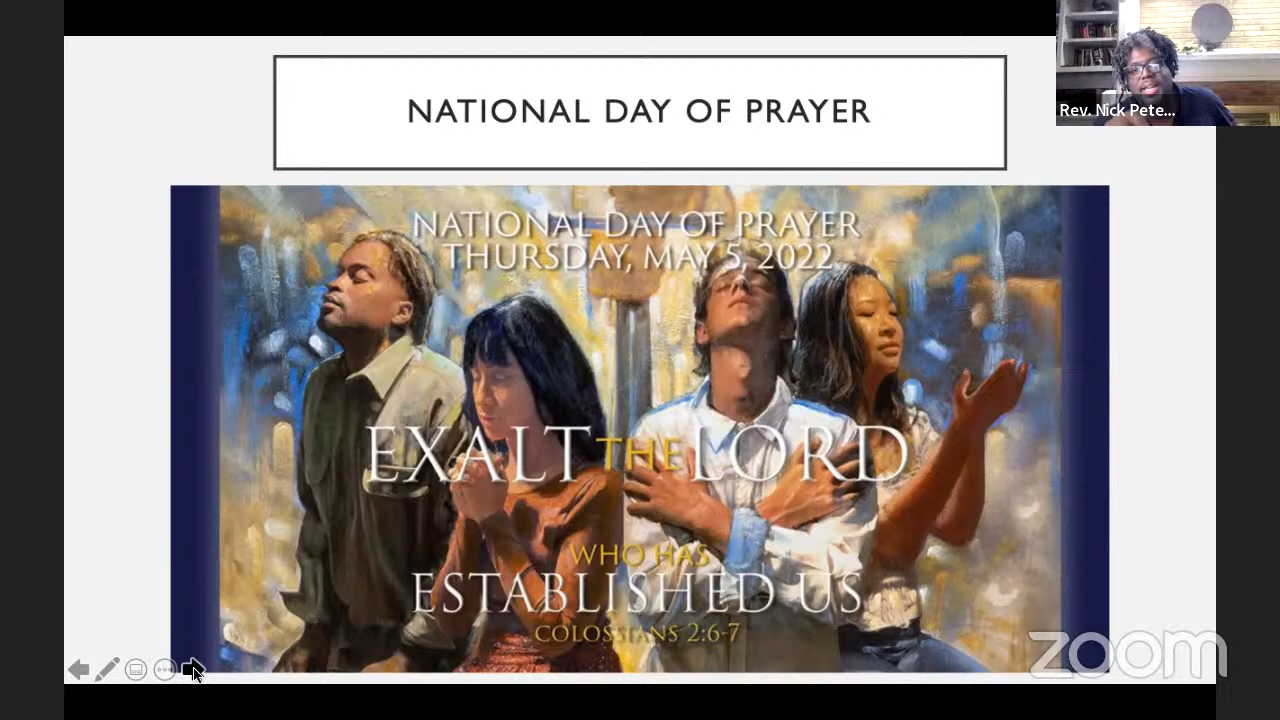 NATIONAL DAY OF PRAYER
Rev. Nick Pete...
NATIONAL DAY OF PRAYER
THURSDAY, MAY 5, 2022
EXALT THE LORD
WHO HAS
ESTABLISHED US
COLOSSIANS 2:6-7
zoom